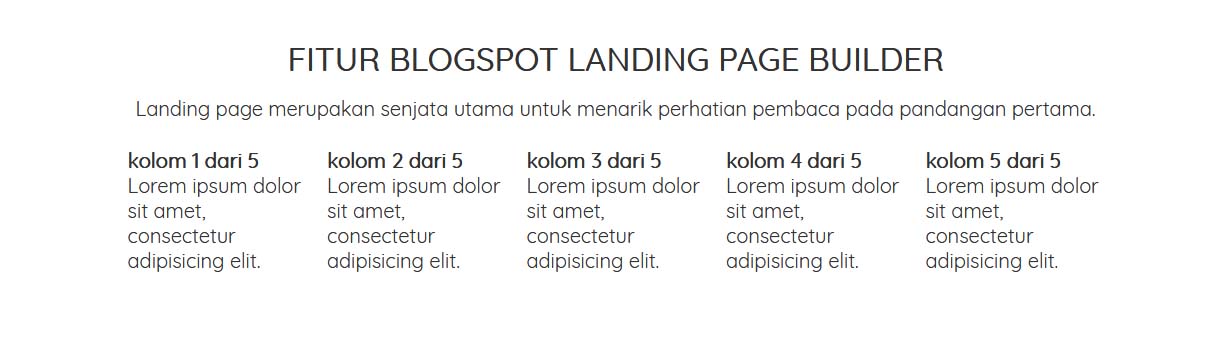 FITUR BLOGSPOT LANDING PAGE BUILDER
Landing page merupakan senjata utama untuk menarik perhatian pembaca pada pandangan pertama.
kolom 1 dari 5
Lorem ipsum dolor
sit amet,
consectetur
adipisicing elit.
kolom 2 dari 5
Lorem ipsum dolor
sit amet,
consectetur
adipisicing elit.
kolom 3 dari 5
Lorem ipsum dolor
sit amet,
consectetur
adipisicing elit.
kolom 4 dari 5
Lorem ipsum dolor
sit amet,
consectetur
adipisicing elit.
kolom 5 dari 5
Lorem ipsum dolor
sit amet,
consectetur
adipisicing elit.